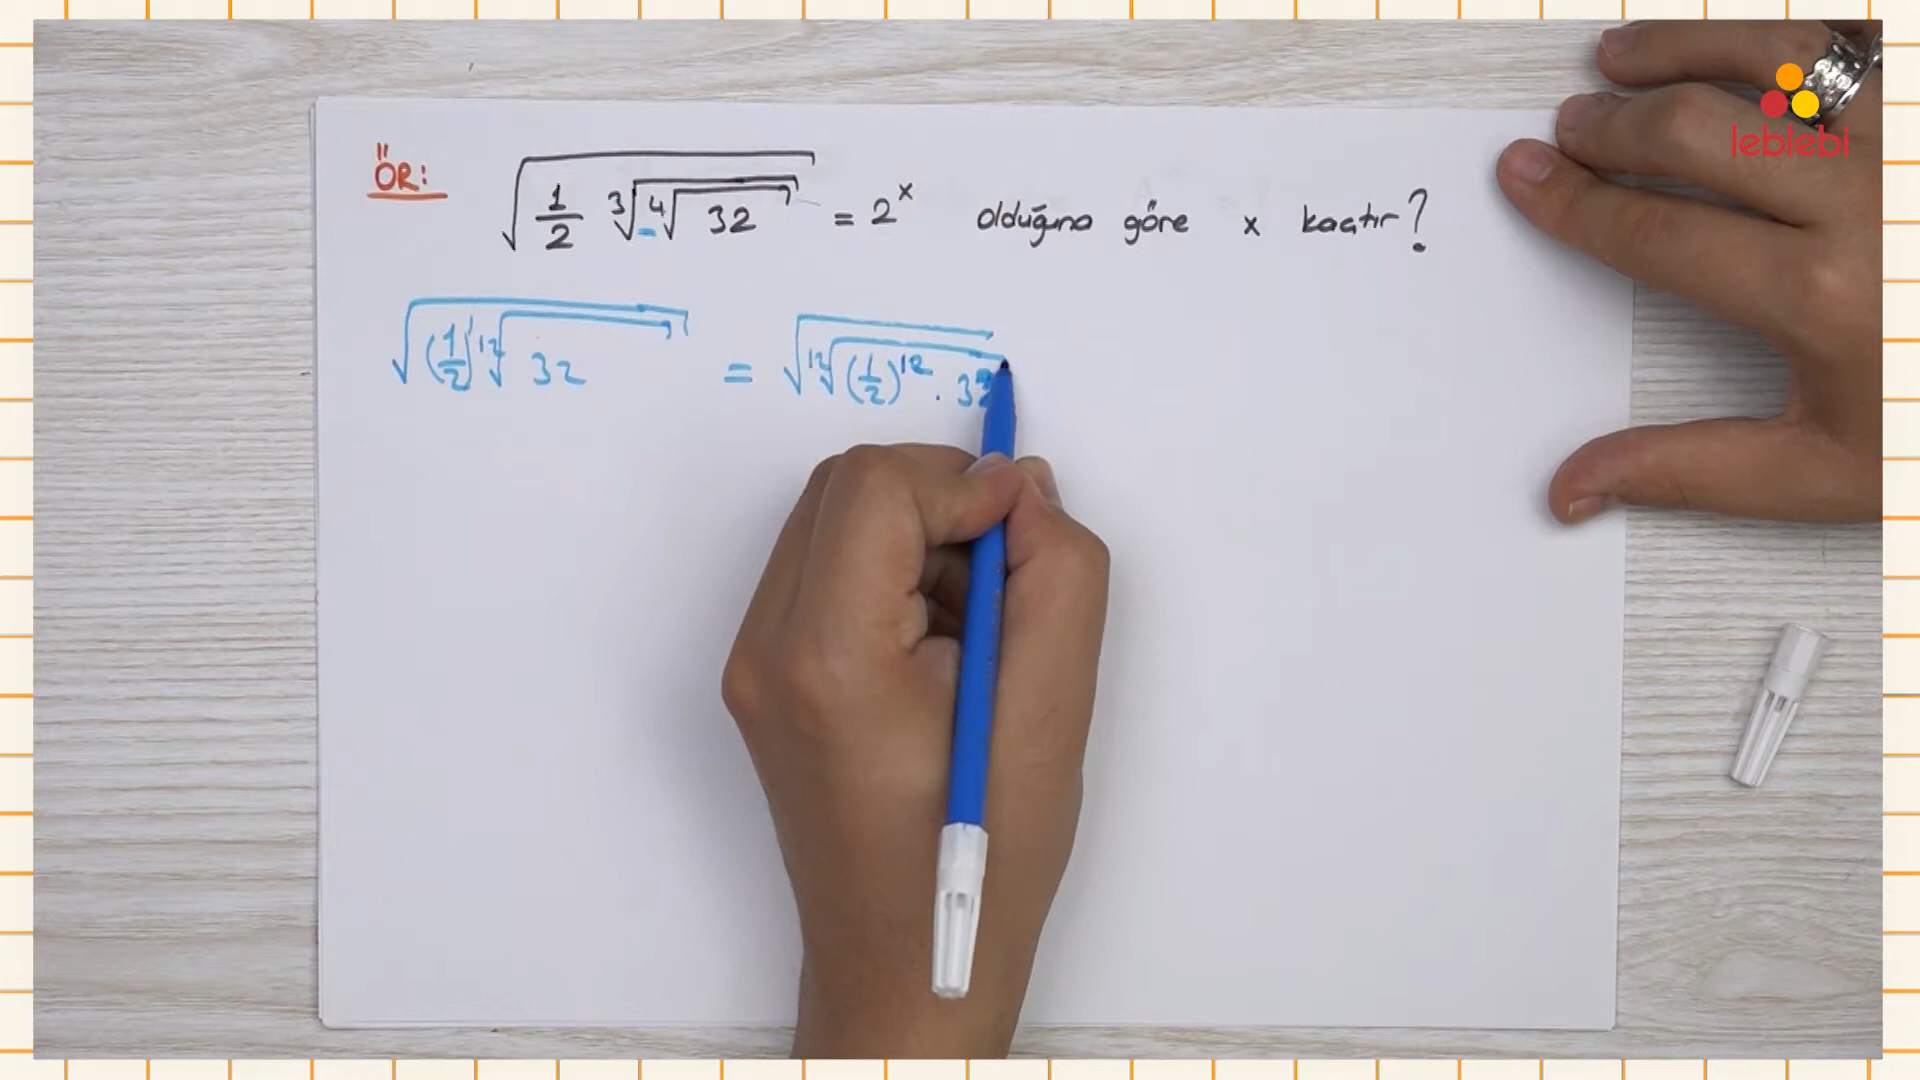 leblebi
ÖR: √(1/2 ∛(⁴√32)) = 2ˣ olduğuna göre x kaçtır?
√((1/2)¹ ¹²√32) = √(¹²√((1/2)¹² . 32